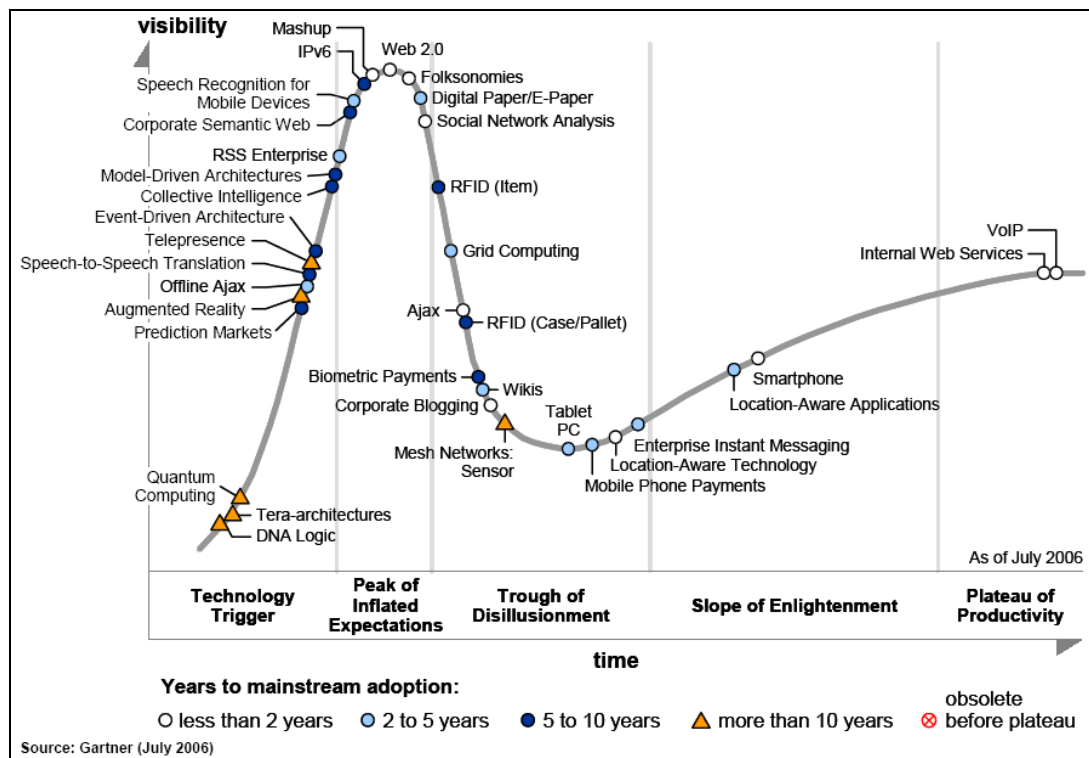 visibility
Mashup
Web 2.0
IPv6
Folksonomies
Speech Recognition for
Mobile Devices
Digital Paper/E-Paper
Corporate Semantic Web
Social Network Analysis
RSS Enterprise
Model-Driven Architectures
Collective Intelligence
RFID (Item)
Event-Driven Architecture
Telepresence
Grid Computing
Speech-to-Speech Translation
Offline Ajax
Augmented Reality
Prediction Markets
VoIP
Internal Web Services
Ajax
RFID (Case/Pallet)
Biometric Payments
Wikis
Corporate Blogging
Mesh Networks:
Sensor
Tablet
PC
Smartphone
Location-Aware Applications
Enterprise Instant Messaging
Location-Aware Technology
Mobile Phone Payments
Quantum
Computing
Tera-architectures
DNA Logic
As of July 2006
Technology
Trigger
Peak of
Inflated
Expectations
Trough of
Disillusionment
Slope of Enlightenment
Plateau of
Productivity
time
Years to mainstream adoption:
less than 2 years
2 to 5 years
5 to 10 years
more than 10 years
obsolete
before plateau
Source: Gartner (July 2006)